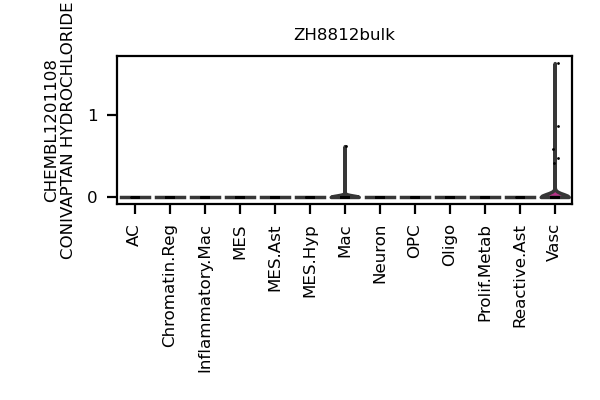 ZH8812bulk
CHEMBL1201108
CONIVAPTAN HYDROCHLORIDE
1
0
AC
Chromatin.Reg
Inflammatory.Mac
MES
MES.Ast
MES.Hyp
Mac
Neuron
OPC
Oligo
Prolif.Metab
Reactive.Ast
Vasc